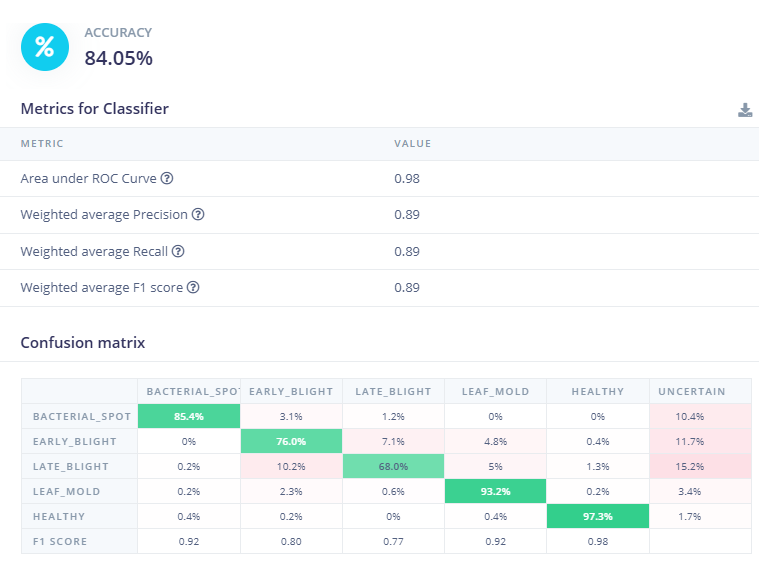 %
ACCURACY
84.05%
Metrics for Classifier
METRIC VALUE
Area under ROC Curve ? 0.98
Weighted average Precision ? 0.89
Weighted average Recall ? 0.89
Weighted average F1 score ? 0.89
Confusion matrix
BACTERIAL_SPOT EARLY_BLIGHT LATE_BLIGHT LEAF_MOLD HEALTHY UNCERTAIN
BACTERIAL_SPOT 85.4% 3.1% 1.2% 0% 0% 10.4%
EARLY_BLIGHT 0% 76.0% 7.1% 4.8% 0.4% 11.7%
LATE_BLIGHT 0.2% 10.2% 68.0% 5% 1.3% 15.2%
LEAF_MOLD 0.2% 2.3% 0.6% 93.2% 0.2% 3.4%
HEALTHY 0.4% 0.2% 0% 0.4% 97.3% 1.7%
F1 SCORE 0.92 0.80 0.77 0.92 0.98